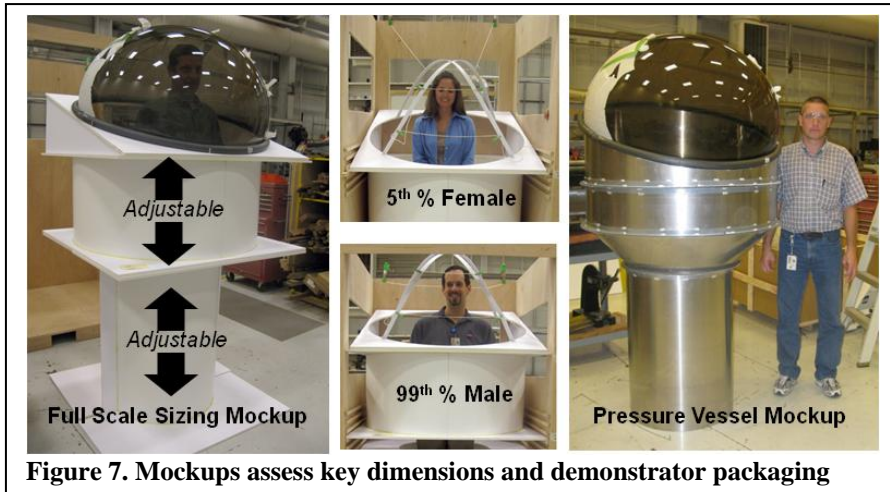 Adjustable
Adjustable
Full Scale Sizing Mockup
5th % Female
99th % Male
Pressure Vessel Mockup
Figure 7. Mockups assess key dimensions and demonstrator packaging